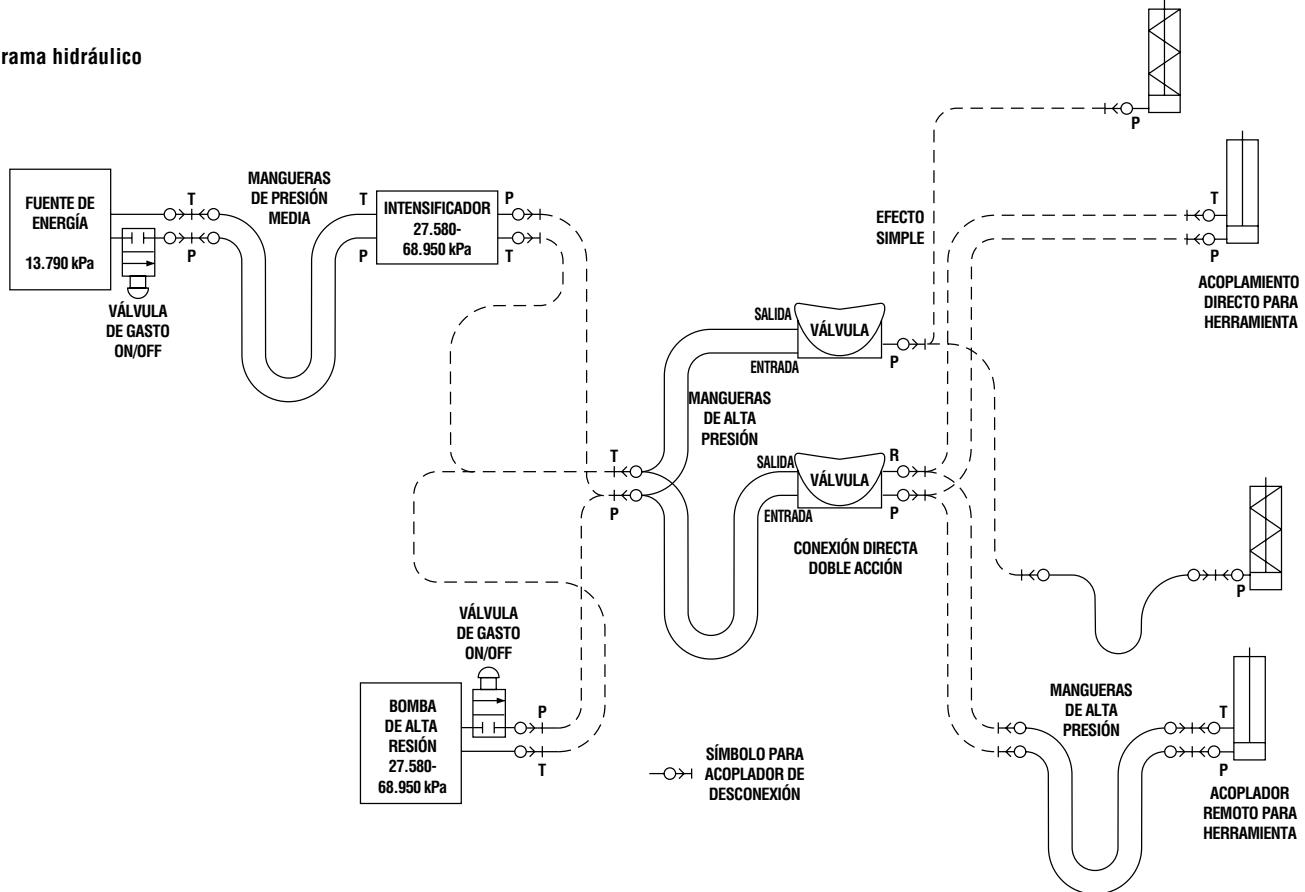 rama hidráulico
P
T
P
FUENTE DE
ENERGÍA
13.790 kPa
T
P
VÁLVULA
DE GASTO
ON/OFF
MANGUERAS
DE PRESIÓN
MEDIA
T
P
INTENSIFICADOR
27.580-
68.950 kPa
P
T
EFECTO
SIMPLE
ACOPLAMIENTO
DIRECTO PARA
HERRAMIENTA
SALIDA
VÁLVULA
ENTRADA
P
MANGUERAS
DE ALTA
PRESIÓN
T
P
SALIDA
VÁLVULA
ENTRADA
R
P
CONEXIÓN DIRECTA
DOBLE ACCIÓN
P
VÁLVULA
DE GASTO
ON/OFF
BOMBA
DE ALTA
RESIÓN
27.580-
68.950 kPa
P
T
SÍMBOLO PARA
ACOPLADOR DE
DESCONEXIÓN
MANGUERAS
DE ALTA
PRESIÓN
T
P
ACOPLADOR
REMOTO PARA
HERRAMIENTA